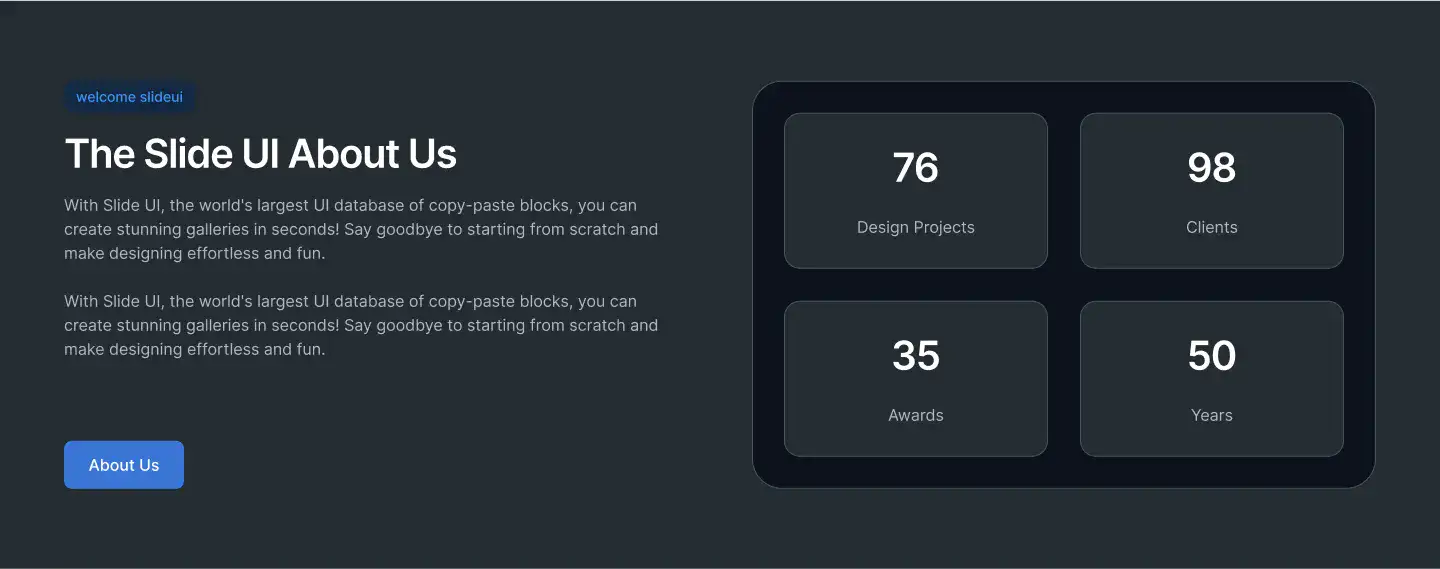 welcome slideui
The Slide UI About Us
With Slide UI, the world's largest UI database of copy-paste blocks, you can
create stunning galleries in seconds! Say goodbye to starting from scratch and
make designing effortless and fun.
With Slide UI, the world's largest UI database of copy-paste blocks, you can
create stunning galleries in seconds! Say goodbye to starting from scratch and
make designing effortless and fun.
About Us
76
Design Projects
98
Clients
35
Awards
50
Years